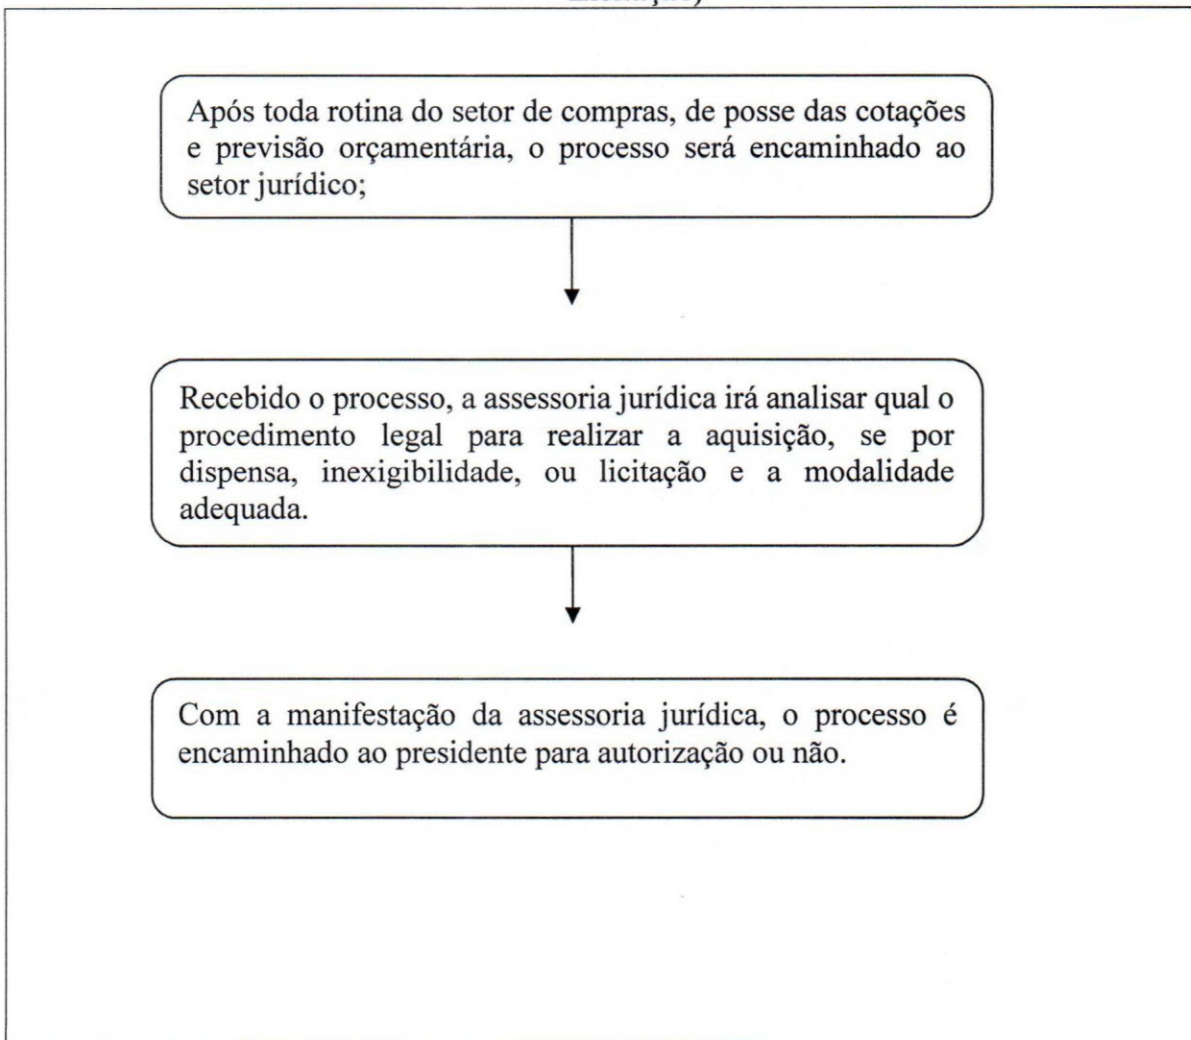 Após toda rotina do setor de compras, de posse das cotações
e previsão orçamentária, o processo será encaminhado ao
setor jurídico;
Recebido o processo, a assessoria jurídica irá analisar qual o
procedimento legal para realizar a aquisição, se por
dispensa, inexigibilidade, ou licitação e a modalidade
adequada.
Com a manifestação da assessoria jurídica, o processo é
encaminhado ao presidente para autorização ou não.